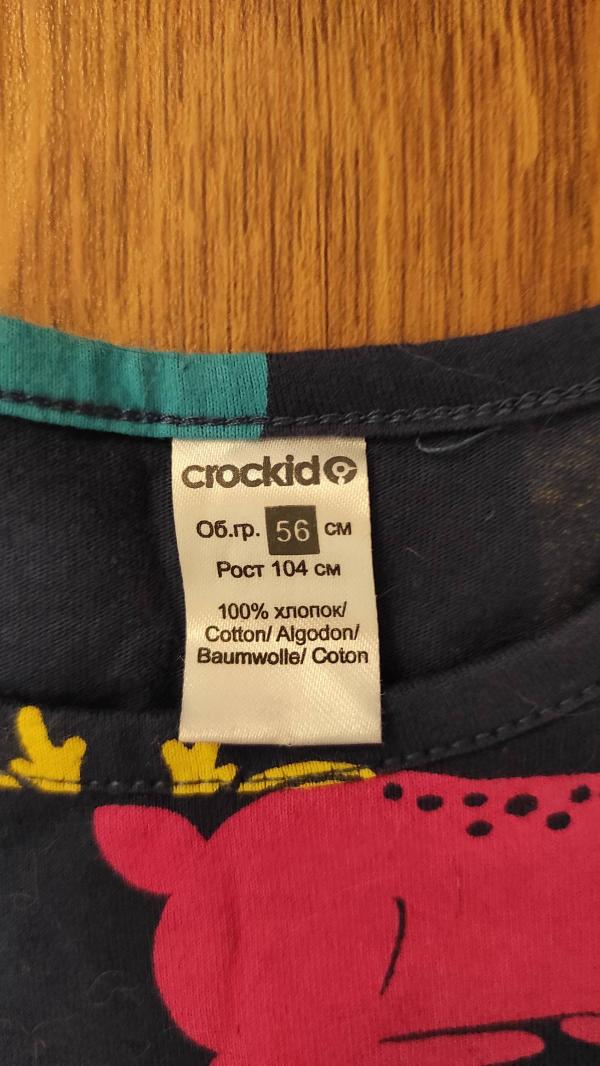 crockid
Об.гр. 56 см
Рост 104 см
100% хлопок/
Cotton/ Algodon/
Baumwolle/ Coton